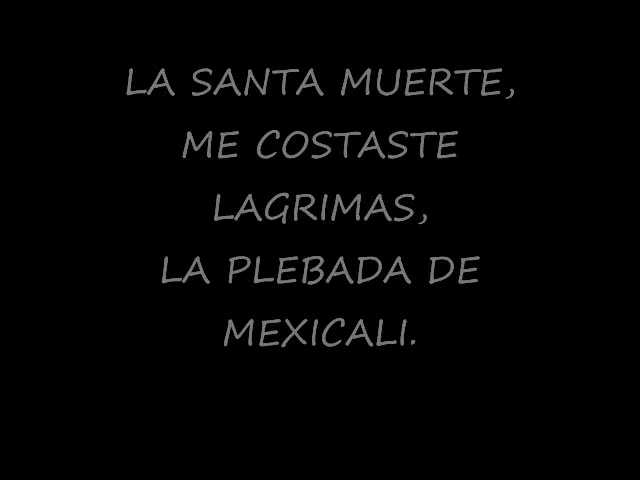 LA SANTA MUERTE,
ME COSTASTE
LAGRIMAS,
LA PLEBADA DE
MEXICALI.